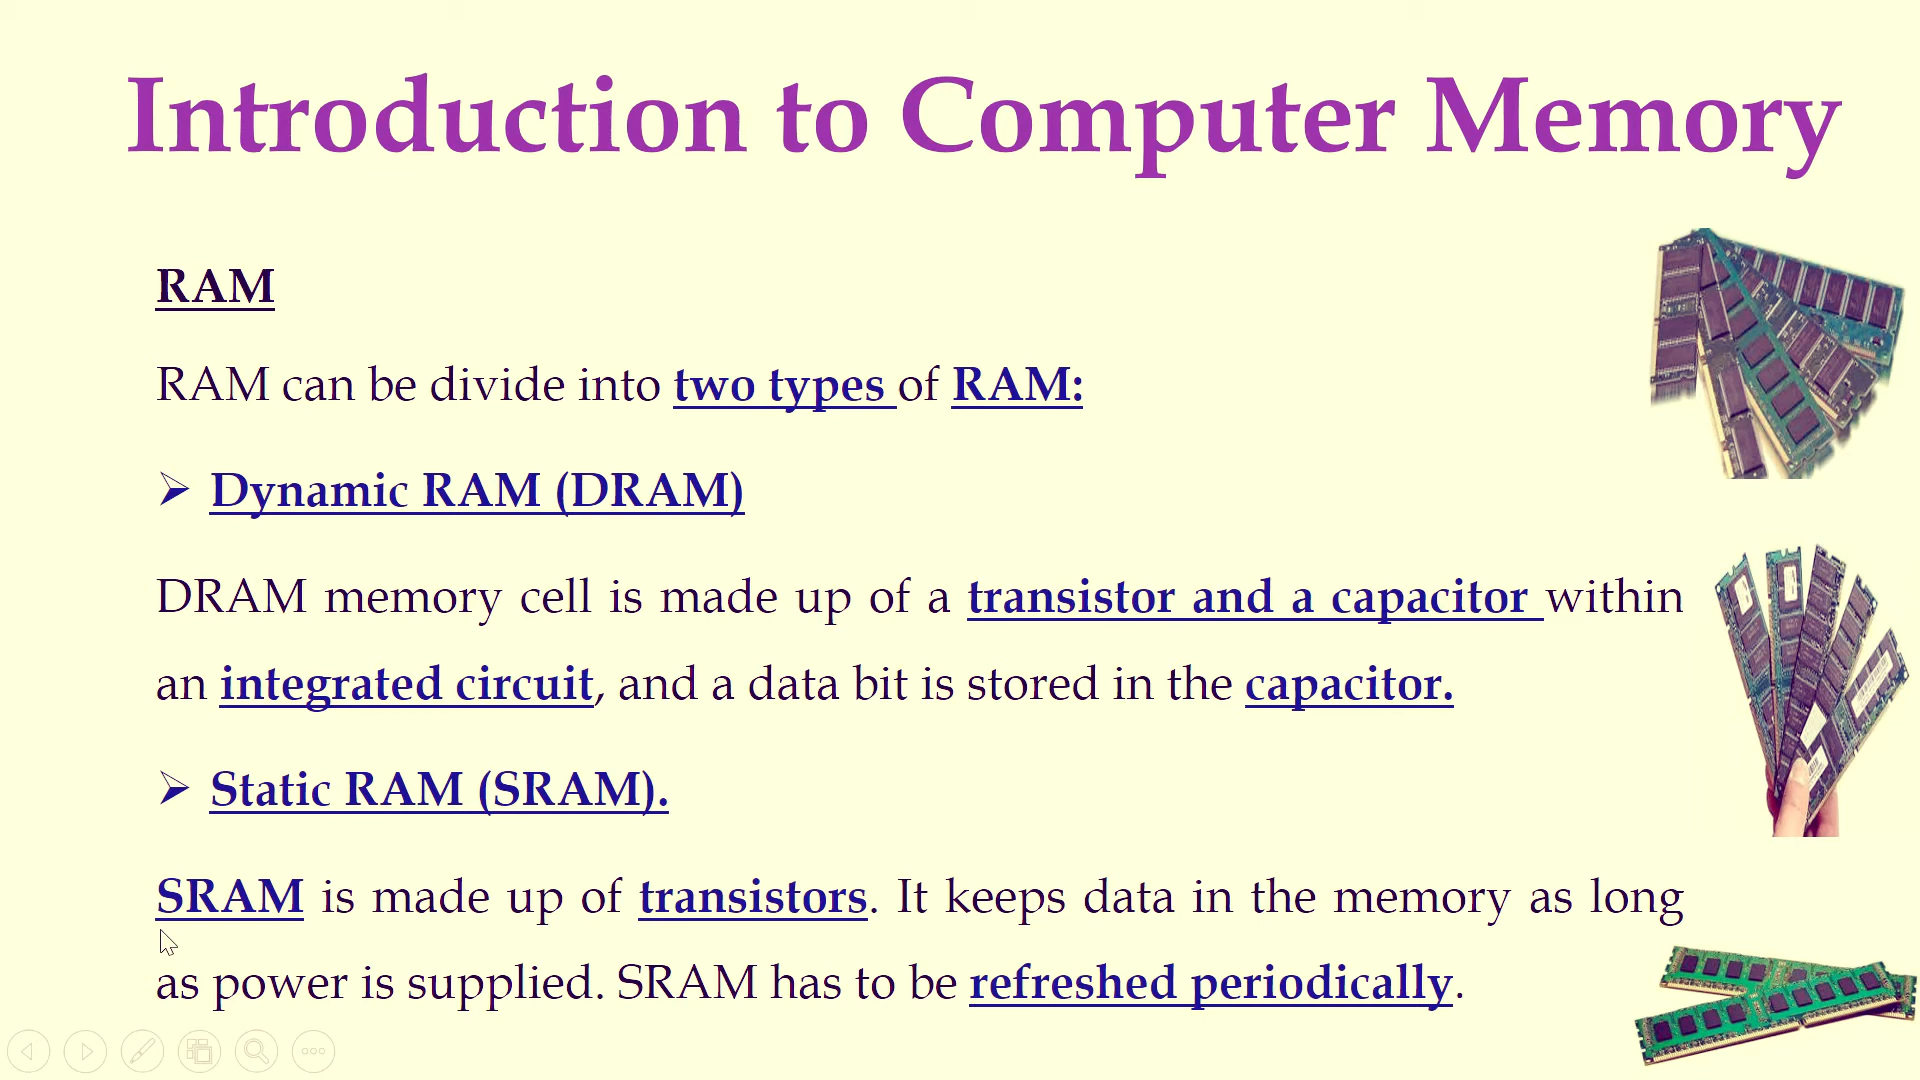 Introduction to Computer Memory
RAM
RAM can be divide into two types of RAM:
➢ Dynamic RAM (DRAM)
DRAM memory cell is made up of a transistor and a capacitor within
an integrated circuit, and a data bit is stored in the capacitor.
➢ Static RAM (SRAM).
SRAM is made up of transistors. It keeps data in the memory as long
as power is supplied. SRAM has to be refreshed periodically.